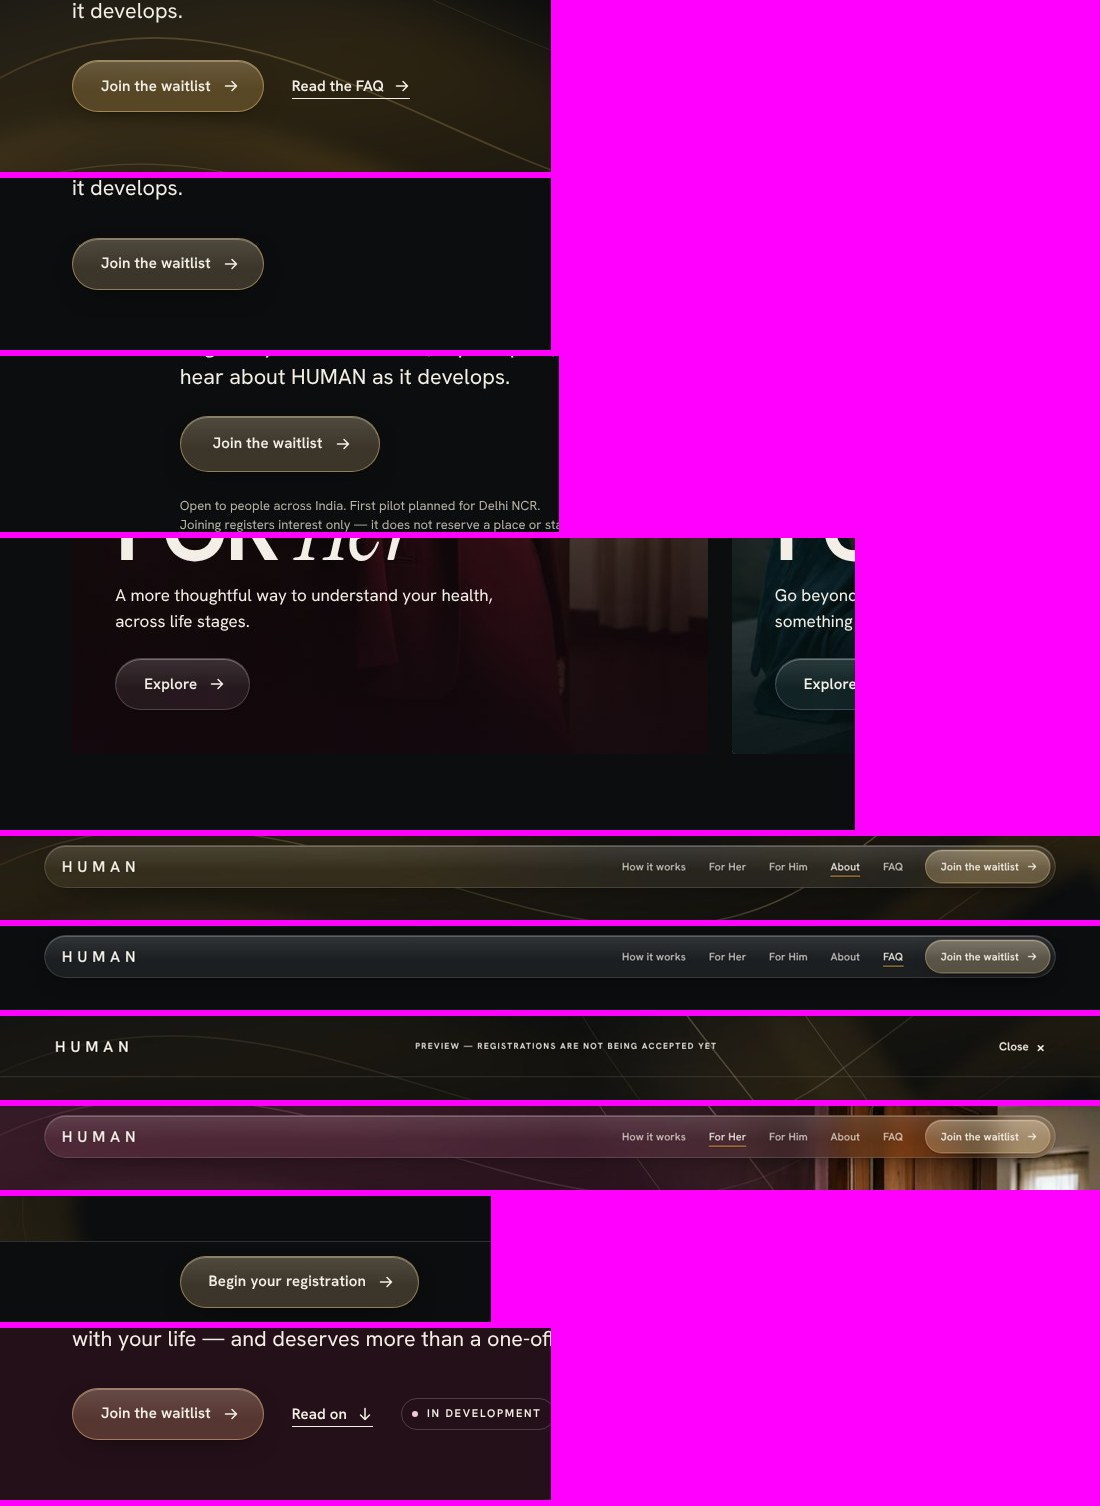 it develops.
Join the waitlist → Read the FAQ →
it develops.
Join the waitlist →
hear about HUMAN as it develops.
Join the waitlist →
Open to people across India. First pilot planned for Delhi NCR.
Joining registers interest only — it does not reserve a place or sta
FOR her
A more thoughtful way to understand your health,
across life stages.
Explore →
Go beyond
something
Explore
HUMAN How it works For Her For Him About FAQ Join the waitlist →
HUMAN How it works For Her For Him About FAQ Join the waitlist →
HUMAN PREVIEW — REGISTRATIONS ARE NOT BEING ACCEPTED YET Close ×
HUMAN How it works For Her For Him About FAQ Join the waitlist →
Begin your registration →
with your life — and deserves more than a one-off
Join the waitlist → Read on ↓ IN DEVELOPMENT